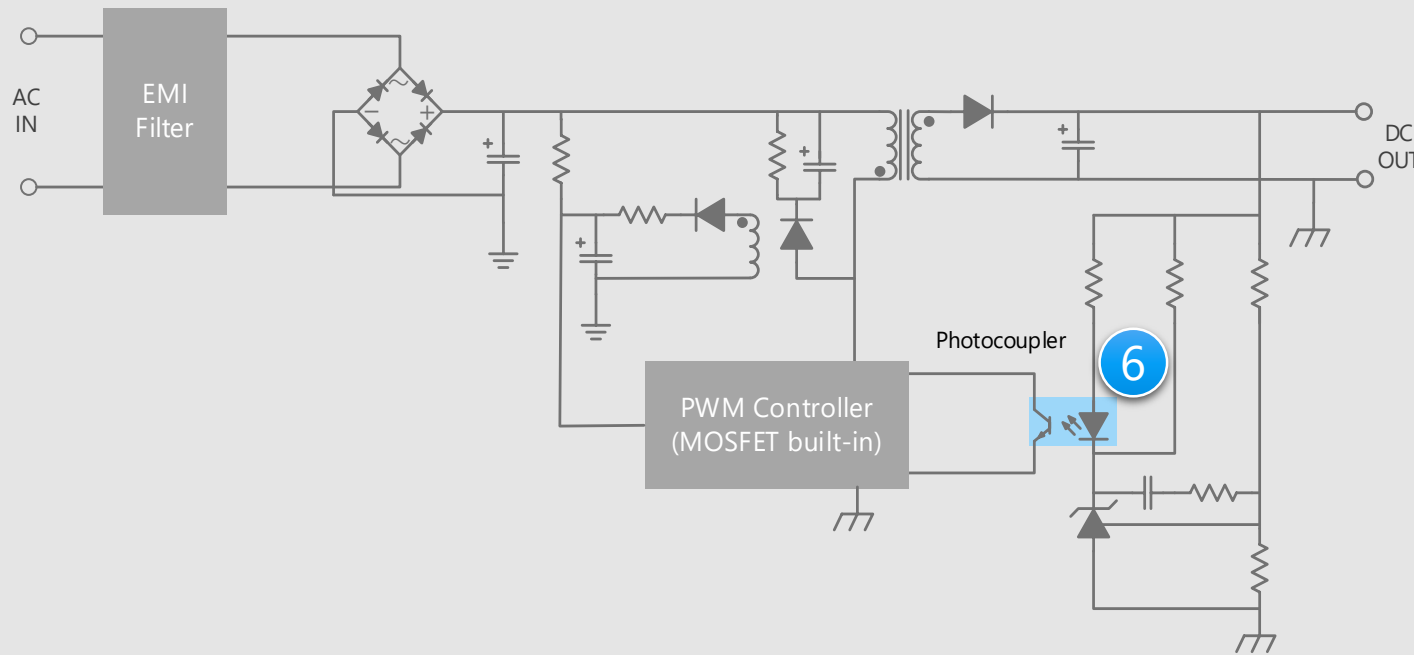 AC
IN
EMI
Filter
~
−
+
~
+
+
+
+
DC
OUT
Photocoupler
6
PWM Controller
(MOSFET built-in)